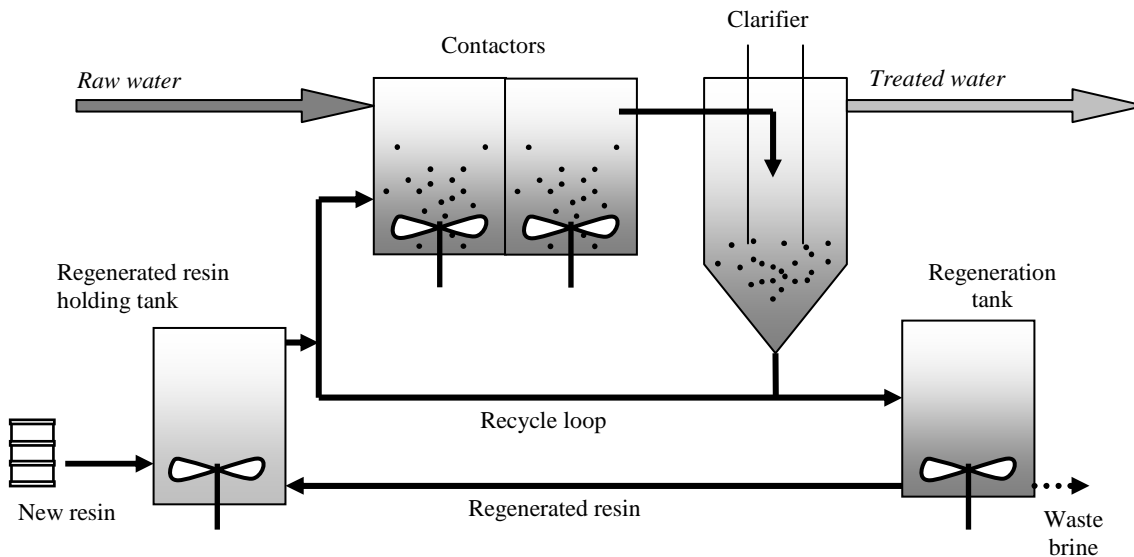 Clarifier
Contactors
Raw water
Treated water
Regenerated resin
holding tank
Regeneration
tank
Recycle loop
New resin
Regenerated resin
Waste
brine